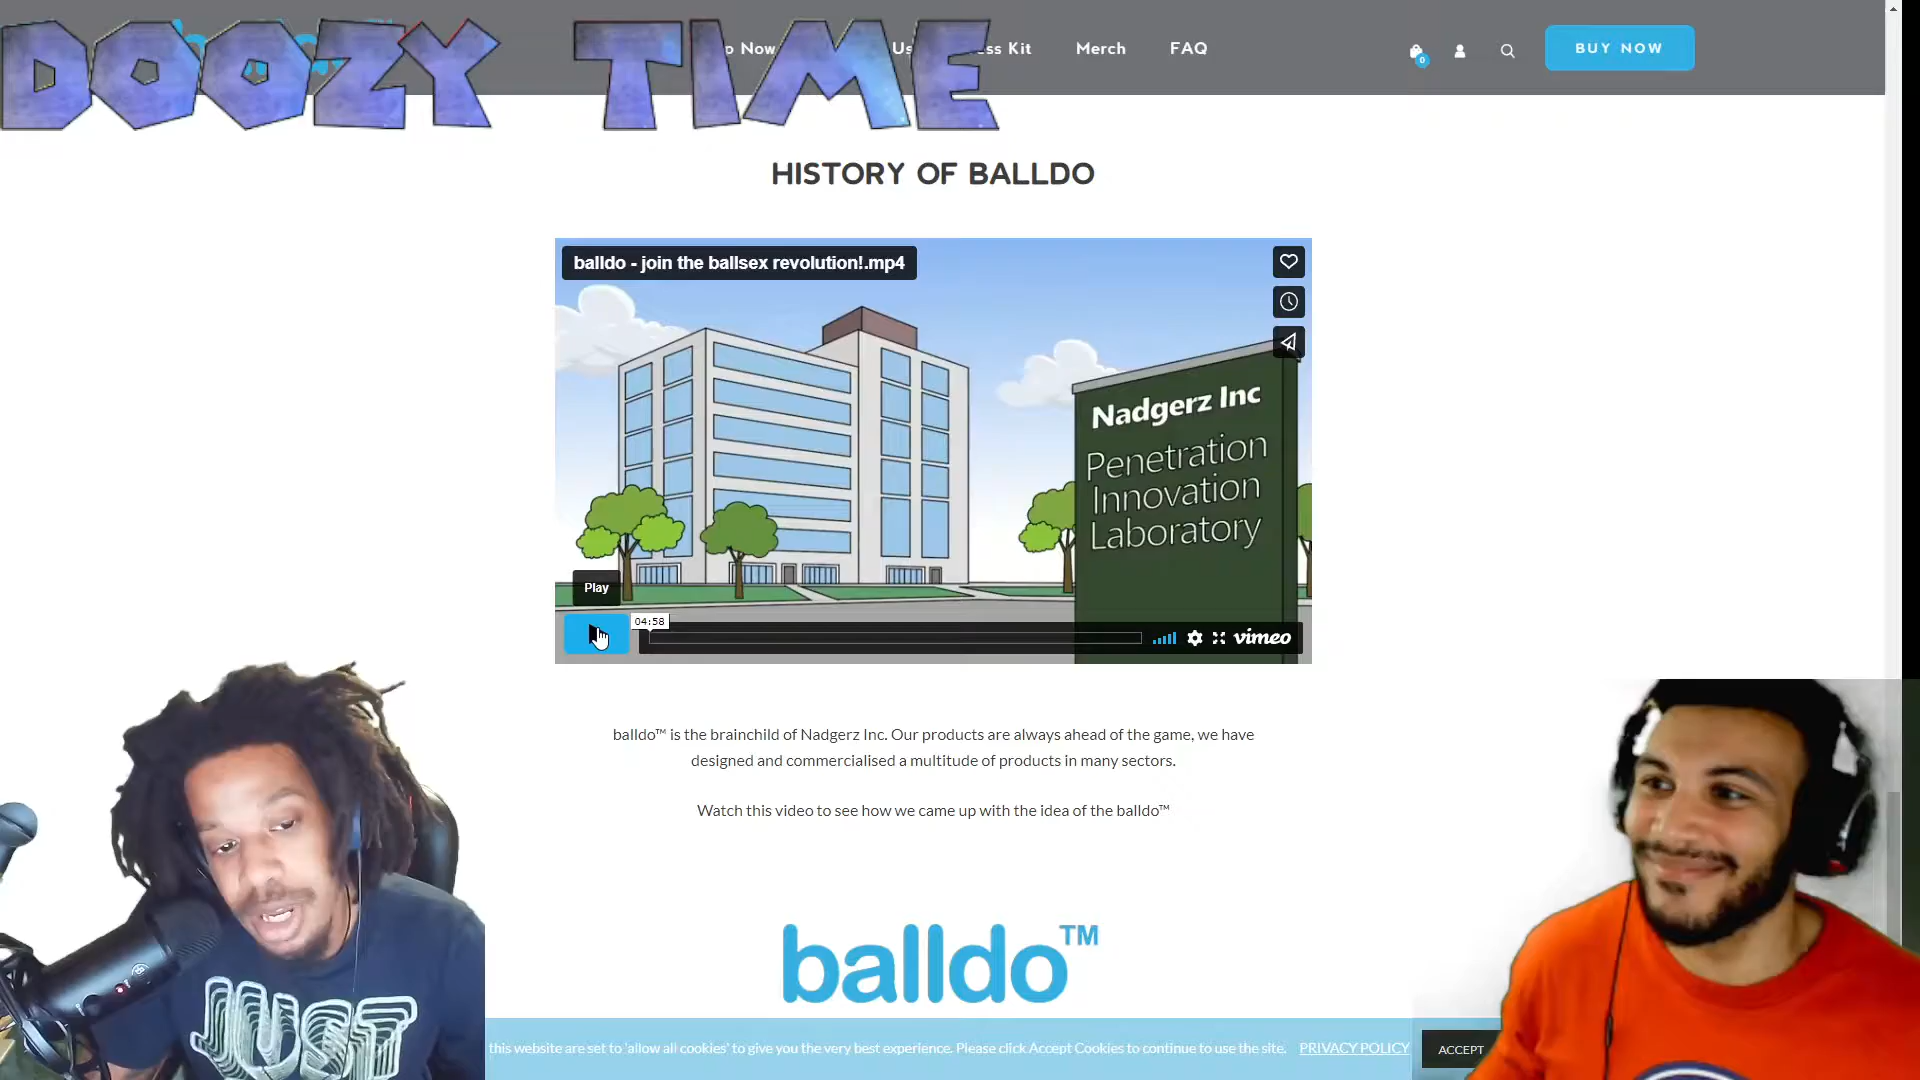 DOOZY TIME
Now
Us
ss Kit
Merch
FAQ
0
BUY NOW
HISTORY OF BALLDO
balldo - join the ballsex revolution!.mp4
Nadgerz Inc
Penetration
Innovation
Laboratory
Play
04:58
vimeo
balldo™ is the brainchild of Nadgerz Inc. Our products are always ahead of the game, we have
designed and commercialised a multitude of products in many sectors.
Watch this video to see how we came up with the idea of the balldo™
balldo™
JUST
this website are set to 'allow all cookies' to give you the very best experience. Please click Accept Cookies to continue to use the site. PRIVACY POLICY
ACCEPT